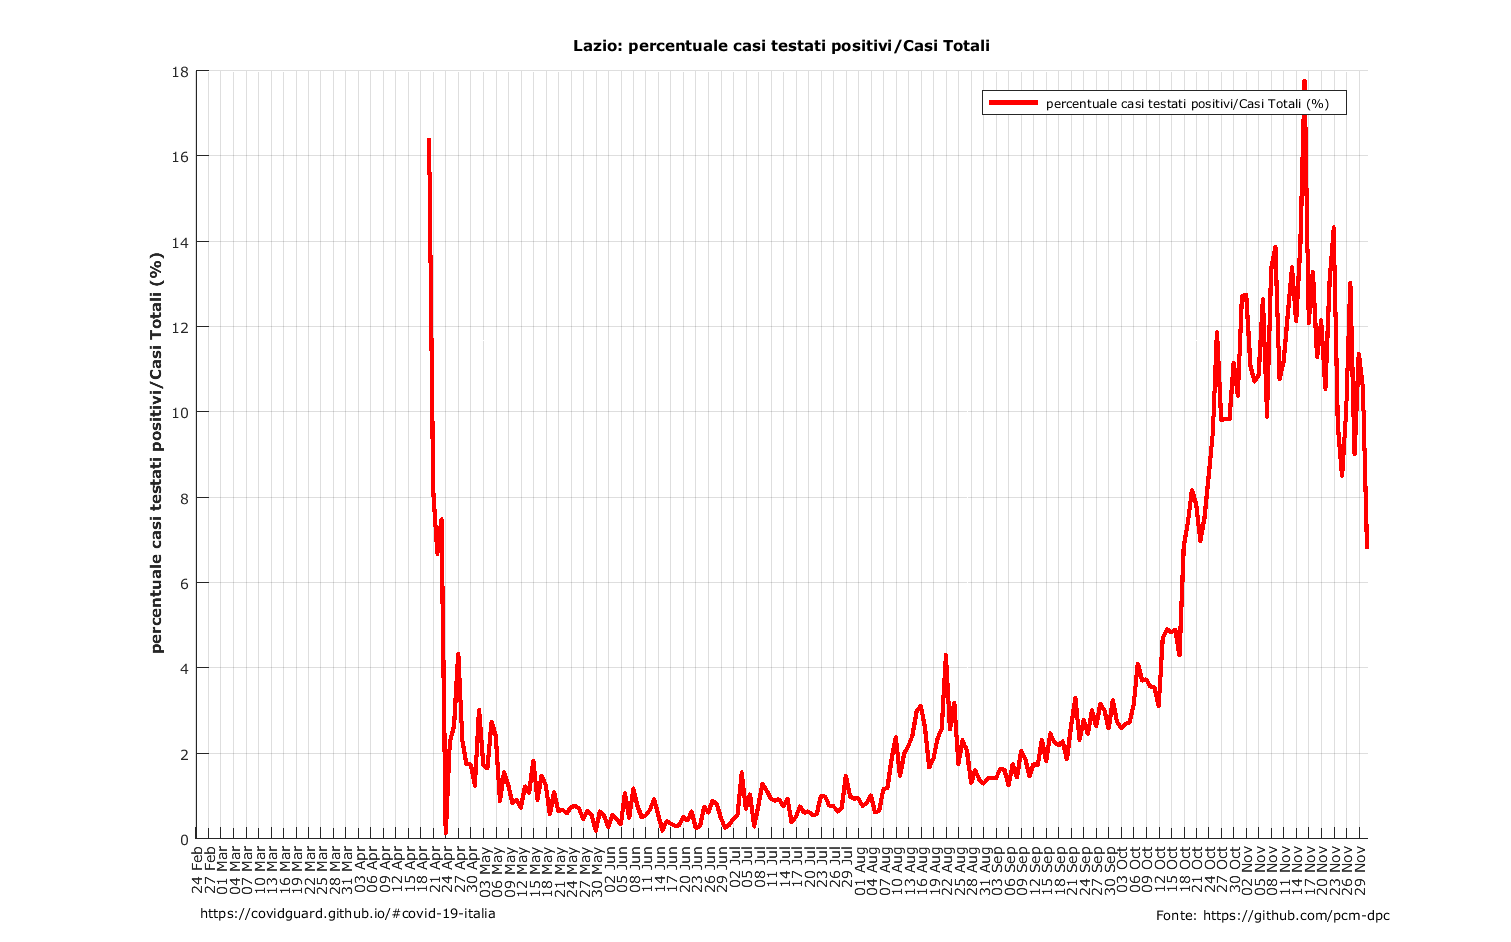 Lazio: percentuale casi testati positivi/Casi Totali
percentuale casi testati positivi/Casi Totali (%)
percentuale casi testati positivi/Casi Totali (%)
18
16
14
12
10
8
6
4
2
0
24 Feb
27 Feb
01 Mar
04 Mar
07 Mar
10 Mar
13 Mar
16 Mar
19 Mar
22 Mar
25 Mar
28 Mar
31 Mar
03 Apr
06 Apr
09 Apr
12 Apr
15 Apr
18 Apr
21 Apr
24 Apr
27 Apr
30 Apr
03 May
06 May
09 May
12 May
15 May
18 May
21 May
24 May
27 May
30 May
02 Jun
05 Jun
08 Jun
11 Jun
14 Jun
17 Jun
20 Jun
23 Jun
26 Jun
29 Jun
02 Jul
05 Jul
08 Jul
11 Jul
14 Jul
17 Jul
20 Jul
23 Jul
26 Jul
29 Jul
01 Aug
04 Aug
07 Aug
10 Aug
13 Aug
16 Aug
19 Aug
22 Aug
25 Aug
28 Aug
31 Aug
03 Sep
06 Sep
09 Sep
12 Sep
15 Sep
18 Sep
21 Sep
24 Sep
27 Sep
30 Sep
03 Oct
06 Oct
09 Oct
12 Oct
15 Oct
18 Oct
21 Oct
24 Oct
27 Oct
30 Oct
02 Nov
05 Nov
08 Nov
11 Nov
14 Nov
17 Nov
20 Nov
23 Nov
26 Nov
29 Nov
https://covidguard.github.io/#covid-19-italia
Fonte: https://github.com/pcm-dpc